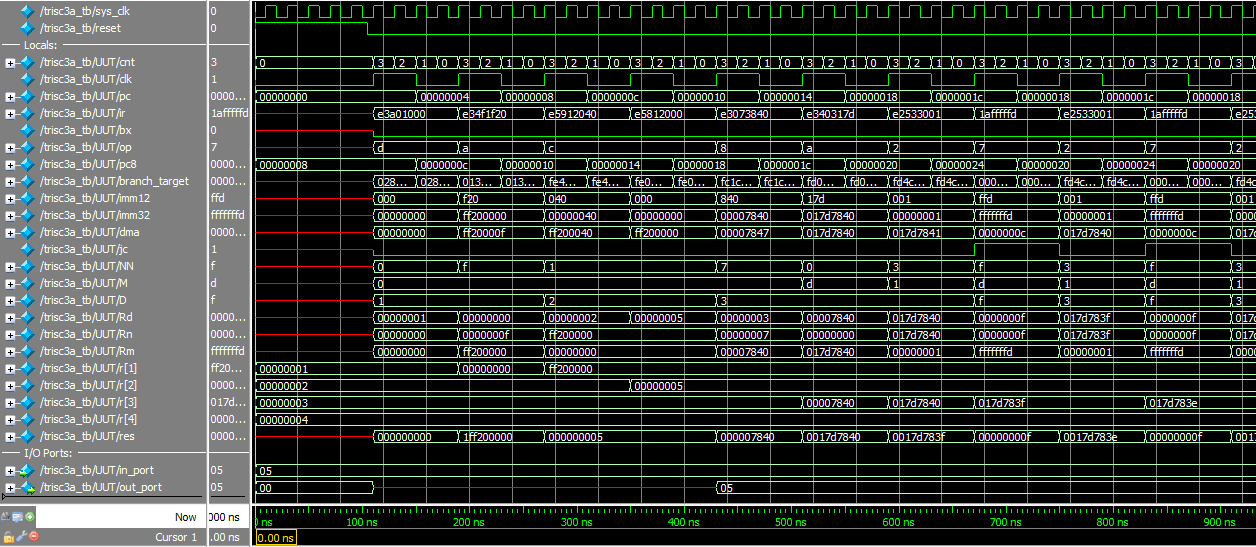 /trisc3a_tb/sys_clk 0
/trisc3a_tb/reset 0
Locals:
/trisc3a_tb/UUT/cnt 3 0 3 2 1 0 3 2 1 0 3 2 1 0 3 2 1 0 3 2 1 0 3 2 1 0 3 2 1 0 3 2 1 0 3 2 1 0 3 2 1 0 3
/trisc3a_tb/UUT/clk 1
/trisc3a_tb/UUT/pc 0000... 00000000 00000004 00000008 0000000c 00000010 00000014 00000018 0000001c 00000018 0000001c 00000018
/trisc3a_tb/UUT/ir 1afffffd e3a01000 e34f1f20 e5912040 e5812000 e3073840 e340317d e2533001 1afffffd e2533001 1afffffd e253
/trisc3a_tb/UUT/bx 0
/trisc3a_tb/UUT/op 7 d a c 8 a 2 7 2 7 2
/trisc3a_tb/UUT/pc8 0000... 00000008 0000000c 00000010 00000014 00000018 0000001c 00000020 00000024 00000020 00000024 00000020
/trisc3a_tb/UUT/branch_target 0000... 028... 028... 013... 013... fe4... fe4... fe0... fe0... fc1c... fc1c... fd0... fd0... fd4c... fd4c... 000... 000... fd4c... fd4c... 000... 000... fd4c
/trisc3a_tb/UUT/imm12 ffd 000 f20 040 000 840 17d 001 ffd 001 ffd 001
/trisc3a_tb/UUT/imm32 fffffffd 00000000 ff200000 00000040 00000000 00007840 017d7840 00000001 fffffffd 00000001 fffffffd 0000
/trisc3a_tb/UUT/dma 0000... 00000000 ff20000f ff200040 ff200000 00007847 017d7840 017d7841 0000000c 017d7840 0000000c 017d
/trisc3a_tb/UUT/jc 1
/trisc3a_tb/UUT/NN f 0 f 1 7 0 3 f 3 f 3
/trisc3a_tb/UUT/M d 0 d 1 d 1 d 1
/trisc3a_tb/UUT/D f 1 2 3 f 3 f 3
/trisc3a_tb/UUT/Rd 0000... 00000001 00000000 00000002 00000005 00000003 00007840 017d7840 0000000f 017d783f 0000000f 017d
/trisc3a_tb/UUT/Rn 0000... 00000000 0000000f ff200000 00000007 00000000 017d7840 0000000f 017d783f 0000000f 017d
/trisc3a_tb/UUT/Rm fffffffd 00000000 ff200000 00000000 00007840 017d7840 00000001 fffffffd 00000001 fffffffd 0000
/trisc3a_tb/UUT/r[1] ff20... 00000001 00000000 ff200000
/trisc3a_tb/UUT/r[2] 0000... 00000002 00000005
/trisc3a_tb/UUT/r[3] 017d... 00000003 00007840 017d7840 017d783f 017d783e
/trisc3a_tb/UUT/r[4] 0000... 00000004
/trisc3a_tb/UUT/res 0000... 000000000 1ff200000 000000005 000007840 0017d7840 0017d783f 00000000f 0017d783e 00000000f 0017
I/O Ports:
/trisc3a_tb/UUT/in_port 05 05
/trisc3a_tb/UUT/out_port 05 00 05
Now 000 ns 0 ns 100 ns 200 ns 300 ns 400 ns 500 ns 600 ns 700 ns 800 ns 900 ns
Cursor 1 .00 ns 0.00 ns